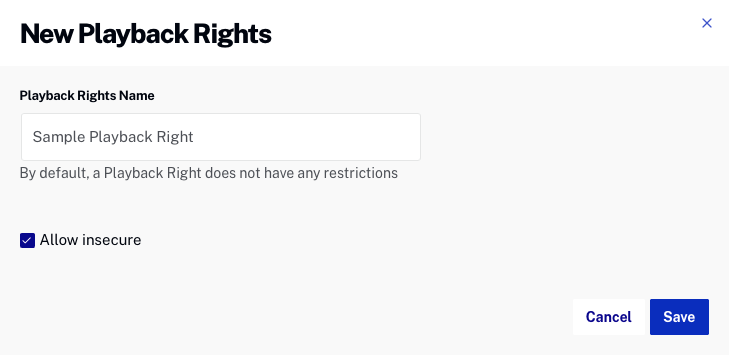 New Playback Rights
Playback Rights Name
Sample Playback Right
By default, a Playback Right does not have any restrictions
Allow insecure
Cancel
Save